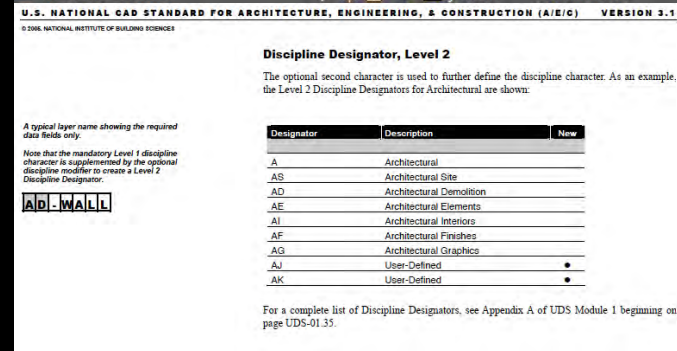 U.S. NATIONAL CAD STANDARD FOR ARCHITECTURE, ENGINEERING, & CONSTRUCTION (A/E/C) VERSION 3.1
© 2005, NATIONAL INSTITUTE OF BUILDING SCIENCES
Discipline Designator, Level 2
The optional second character is used to further define the discipline character. As an example,
the Level 2 Discipline Designators for Architectural are shown:
A typical layer name showing the required
data fields only.
Note that the mandatory Level 1 discipline
character is supplemented by the optional
discipline modifier to create a Level 2
Discipline Designator.
AD-WALL
Designator Description New
A Architectural
AS Architectural Site
AD Architectural Demolition
AE Architectural Elements
AI Architectural Interiors
AF Architectural Finishes
AG Architectural Graphics
AJ User-Defined ●
AK User-Defined ●
For a complete list of Discipline Designators, see Appendix A of UDS Module 1 beginning on
page UDS-01.35.